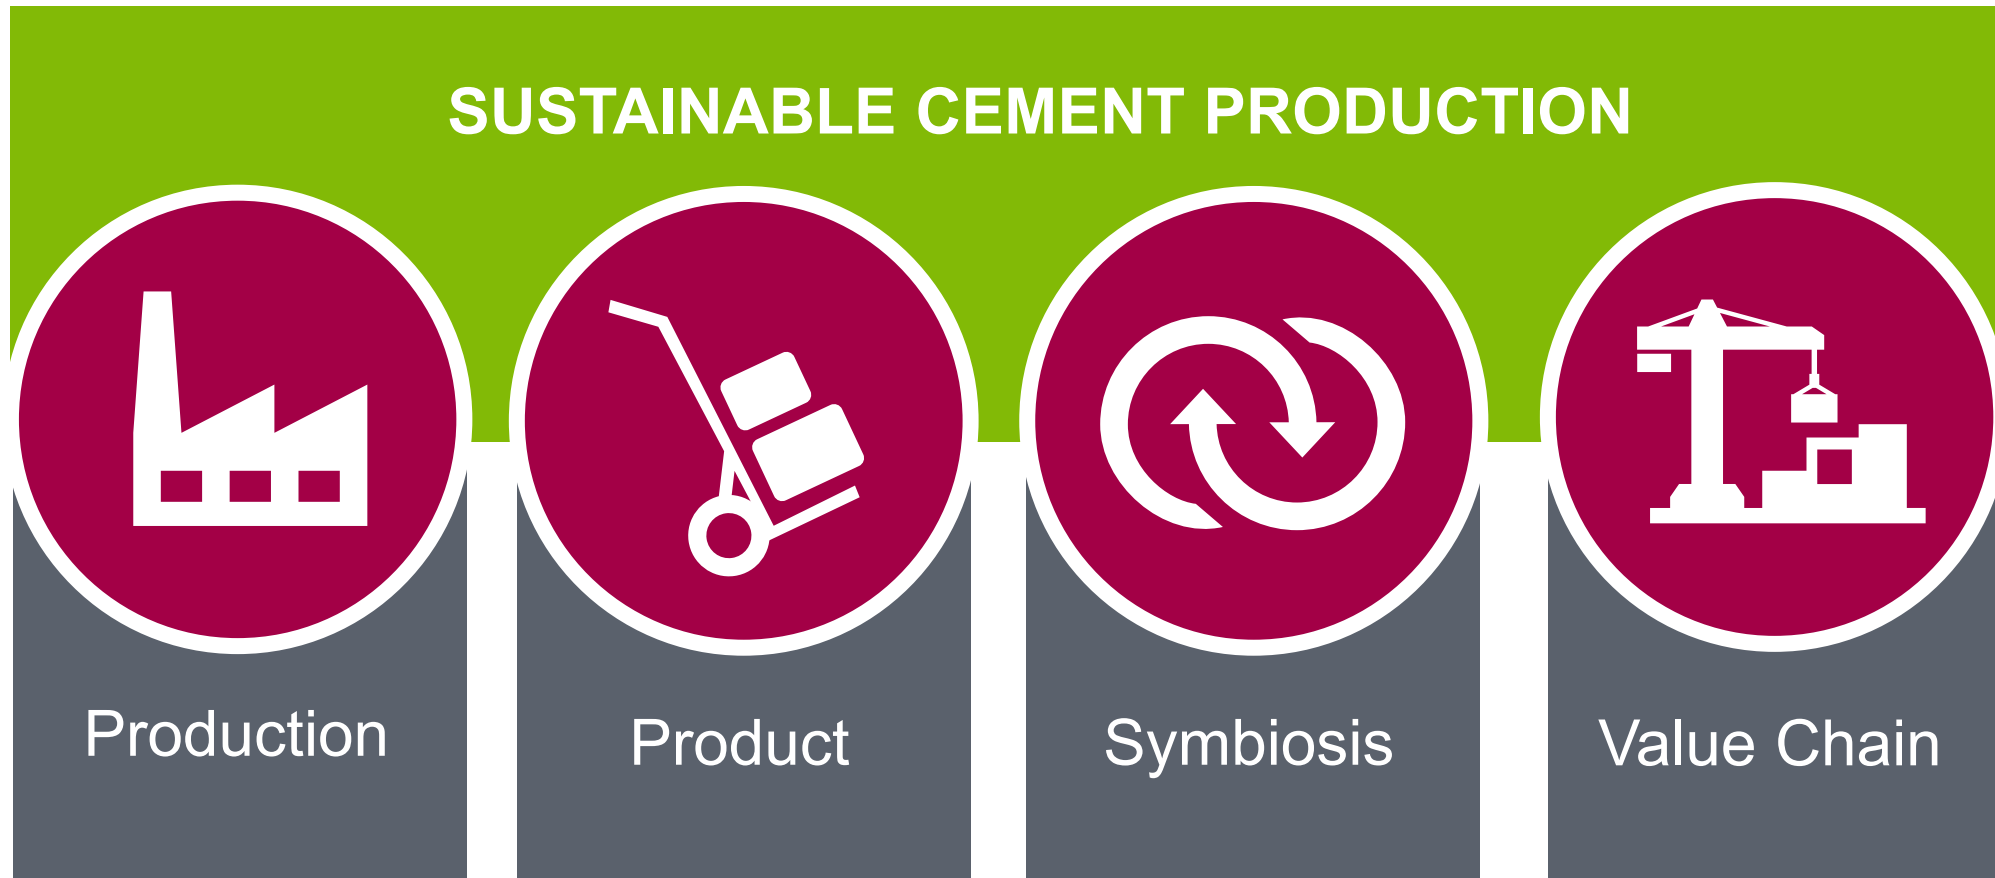 SUSTAINABLE CEMENT PRODUCTION
Production
Product
Symbiosis
Value Chain